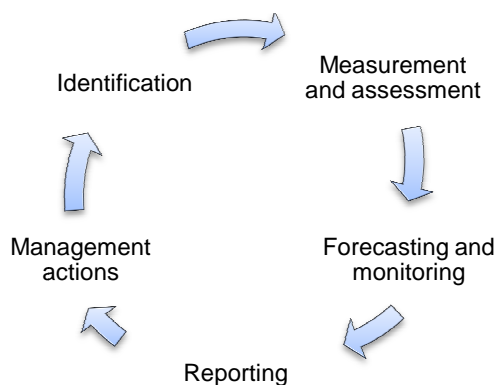 Identification
Measurement
and assessment
Forecasting and
monitoring
Reporting
Management
actions